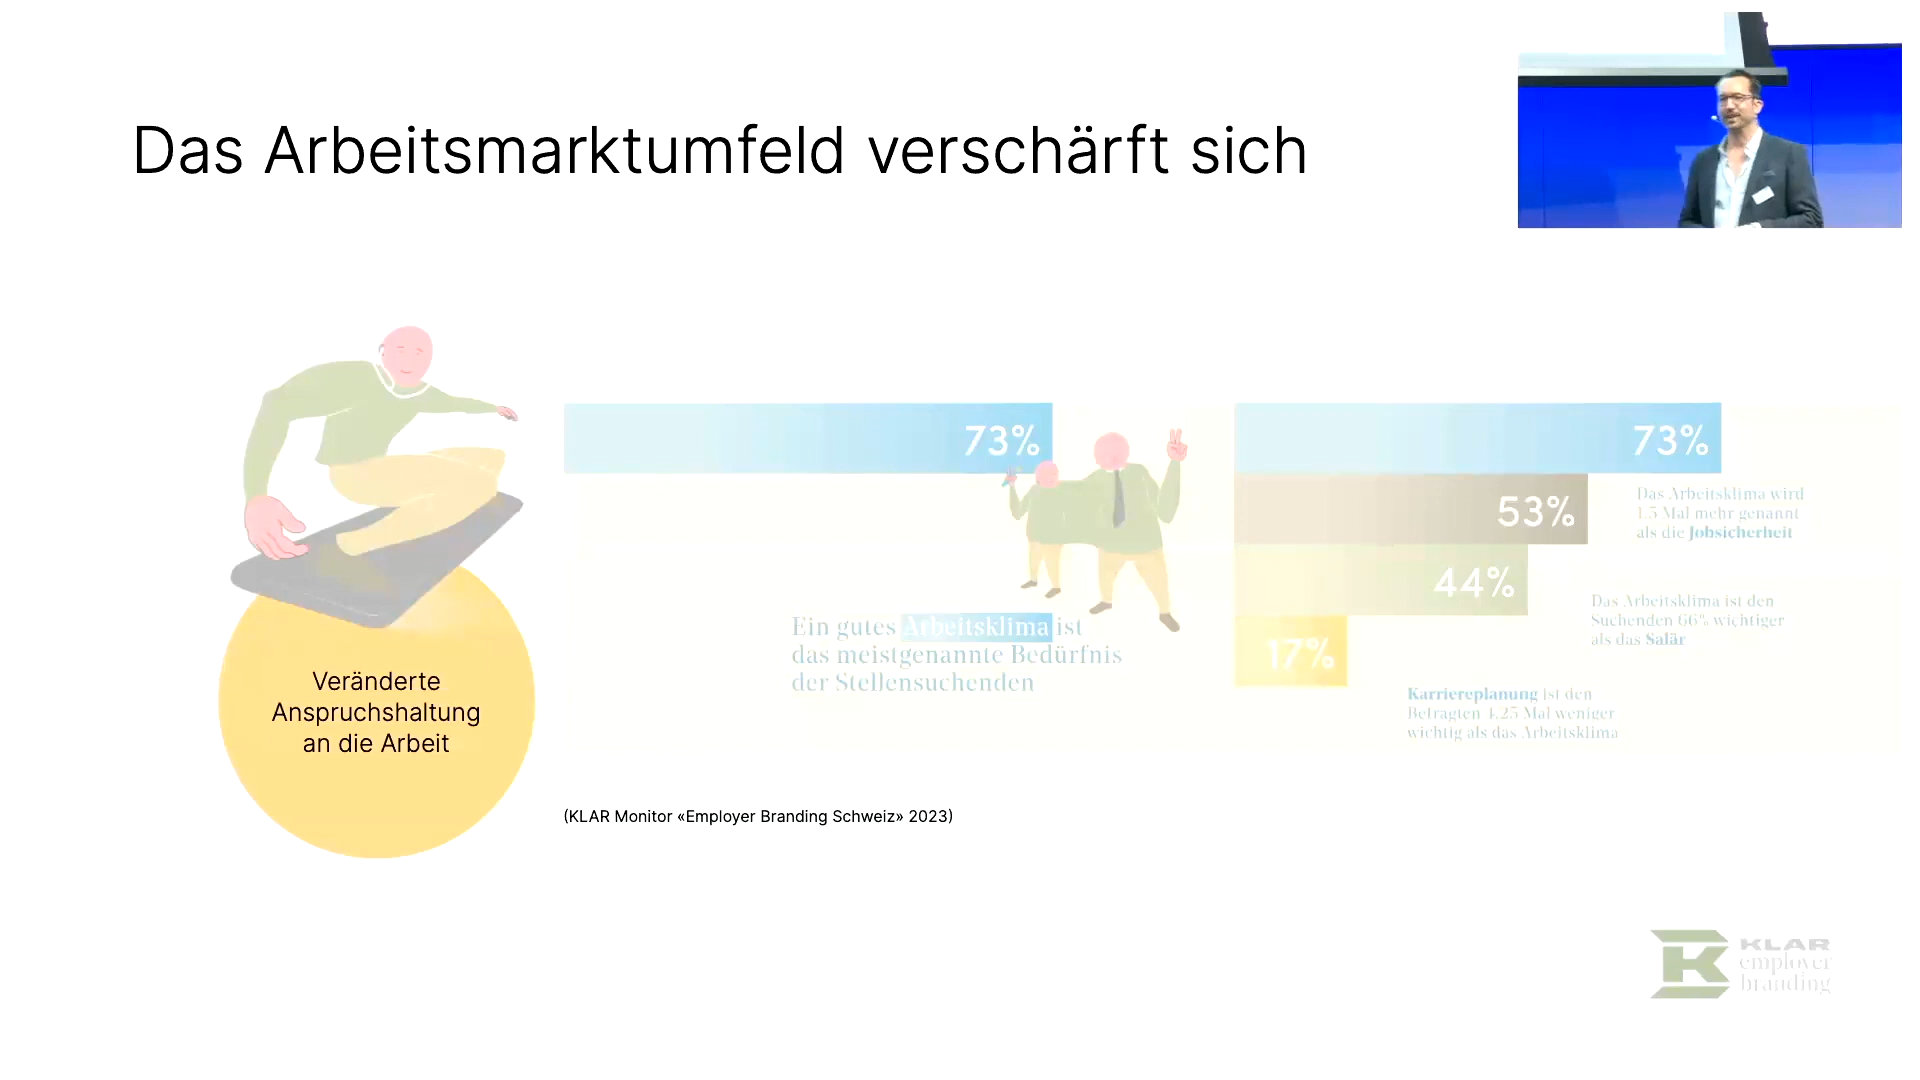 Das Arbeitsmarktumfeld verschärft sich
Veränderte
Anspruchshaltung
an die Arbeit
73%
Ein gutes Arbeitsklima ist
das meistgenannte Bedürfnis
der Stellensuchenden
(KLAR Monitor «Employer Branding Schweiz» 2023)
73%
53%
44%
17%
Das Arbeitsklima wird
1.5 Mal mehr genannt
als die Jobsicherheit
Das Arbeitsklima ist den
Suchenden 66% wichtiger
als das Salär
Karriereplanung ist den
Befragten 4.25 Mal weniger
wichtig als das Arbeitsklima
K
KLAR
employer
branding